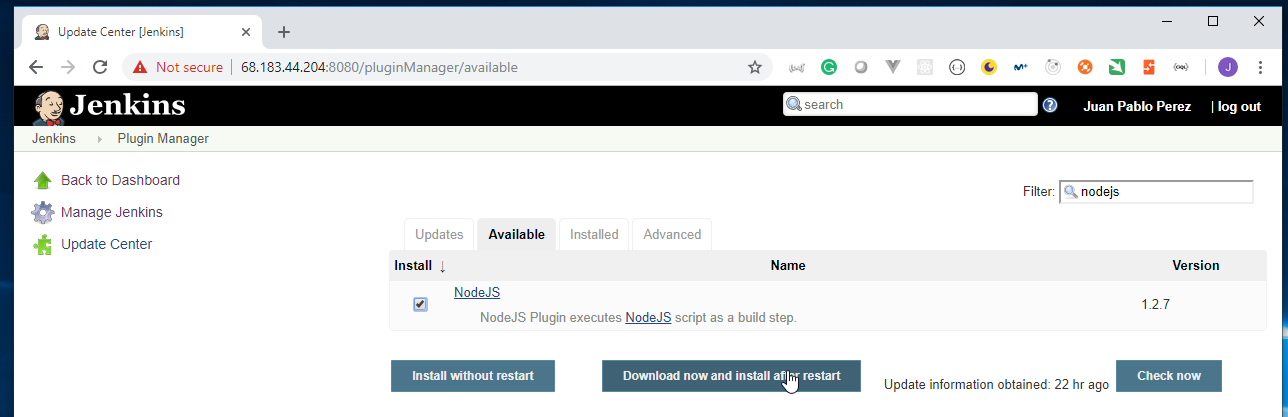 Update Center [Jenkins]
Not secure | 68.183.44.204:8080/pluginManager/available
J
Jenkins
search
Juan Pablo Perez
| log out
Jenkins
Plugin Manager
Back to Dashboard
Manage Jenkins
Update Center
Filter: nodejs
Updates
Available
Installed
Advanced
Install ↓
Name
Version
NodeJS
NodeJS Plugin executes NodeJS script as a build step.
1.2.7
Install without restart
Download now and install after restart
Update information obtained: 22 hr ago
Check now